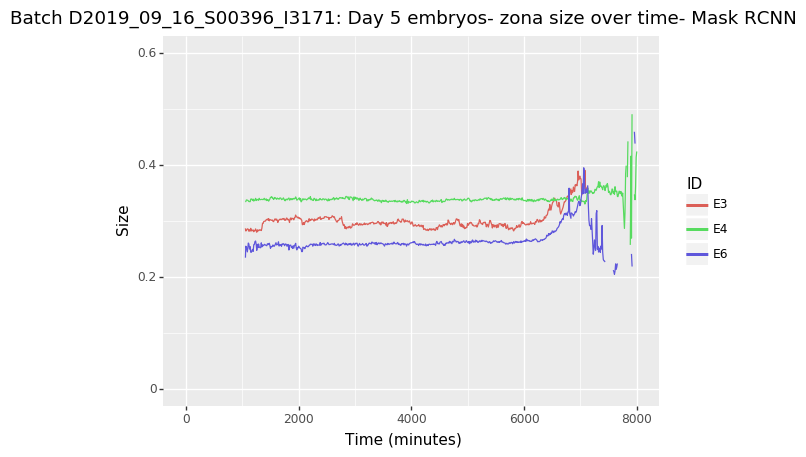 Batch D2019_09_16_S00396_I3171: Day 5 embryos- zona size over time- Mask RCNN
0.6
0.4
0.2
0
Size
0
2000
4000
6000
8000
Time (minutes)
ID
E3
E4
E6